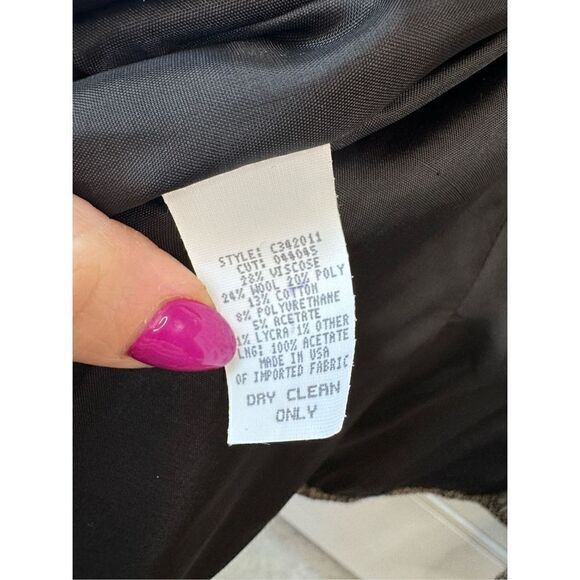 STYLE: C342011
CUT: 044045
28% VISCOSE
24% WOOL 20% POLY
13% COTTON
8% POLYURETHANE
5% ACETATE
1% LYCRA 1% OTHER
LNG: 100% ACETATE
MADE IN USA
OF IMPORTED FABRIC
DRY CLEAN
ONLY